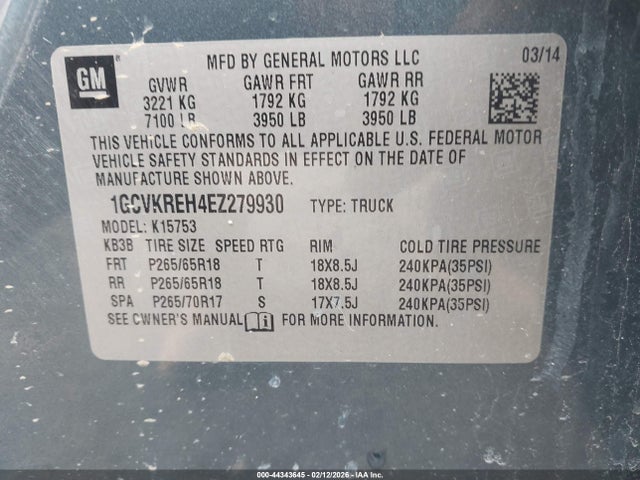 GM
MFD BY GENERAL MOTORS LLC 03/14
GVWR GAWR FRT GAWR RR
3221 KG 1792 KG 1792 KG
7100 LB 3950 LB 3950 LB
THIS VEHICLE CONFORMS TO ALL APPLICABLE U.S. FEDERAL MOTOR
VEHICLE SAFETY STANDARDS IN EFFECT ON THE DATE OF
MANUFACTURE SHOWN ABOVE.
1GCVKREH4EZ279930 TYPE: TRUCK
MODEL: K15753
KB3B TIRE SIZE SPEED RTG RIM COLD TIRE PRESSURE
FRT P265/65R18 T 18X8.5J 240KPA(35PSI)
RR P265/65R18 T 18X8.5J 240KPA(35PSI)
SPA P265/70R17 S 17X7.5J 240KPA(35PSI)
SEE OWNER'S MANUAL FOR MORE INFORMATION.
© - 44343645 - 02/12/2026 - IAAI.COM